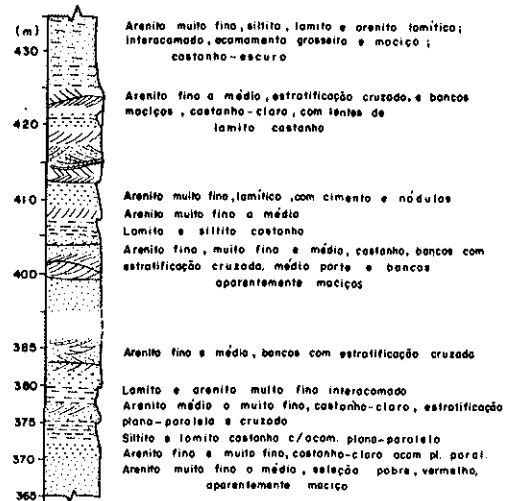 (m)
Arenito muito fino, siltito, lamito e arenito lamítico;
430
interacamado, acamamento grosseiro e maciço;
castanho-escuro
Arenito fino a médio, estratificação cruzada, e bancos
420
maciços, castanho-claro, com lentes de
lamito castanho
410
Arenito muito fino, lamítico, com cimento e nódulos
Arenito muito fino a médio
Lamito e siltito castanho
Arenito fino, muito fino e médio, castanho, bancos com
400
estratificação cruzada, médio porte e bancos
aparentemente maciços
385
Arenito fino e médio, bancos com estratificação cruzada
380
Lamito e arenito muito fino interacamado
Arenito médio a muito fino, castanho-claro, estratificação
375
plano-paralela e cruzada
Siltito e lamito castanho c/acam. plano-paralelo
370
Arenito fino e muito fino, castanho-claro acam pl. paral.
Arenito muito fino a médio, seleção pobre, vermelho,
365
aparentemente maciço